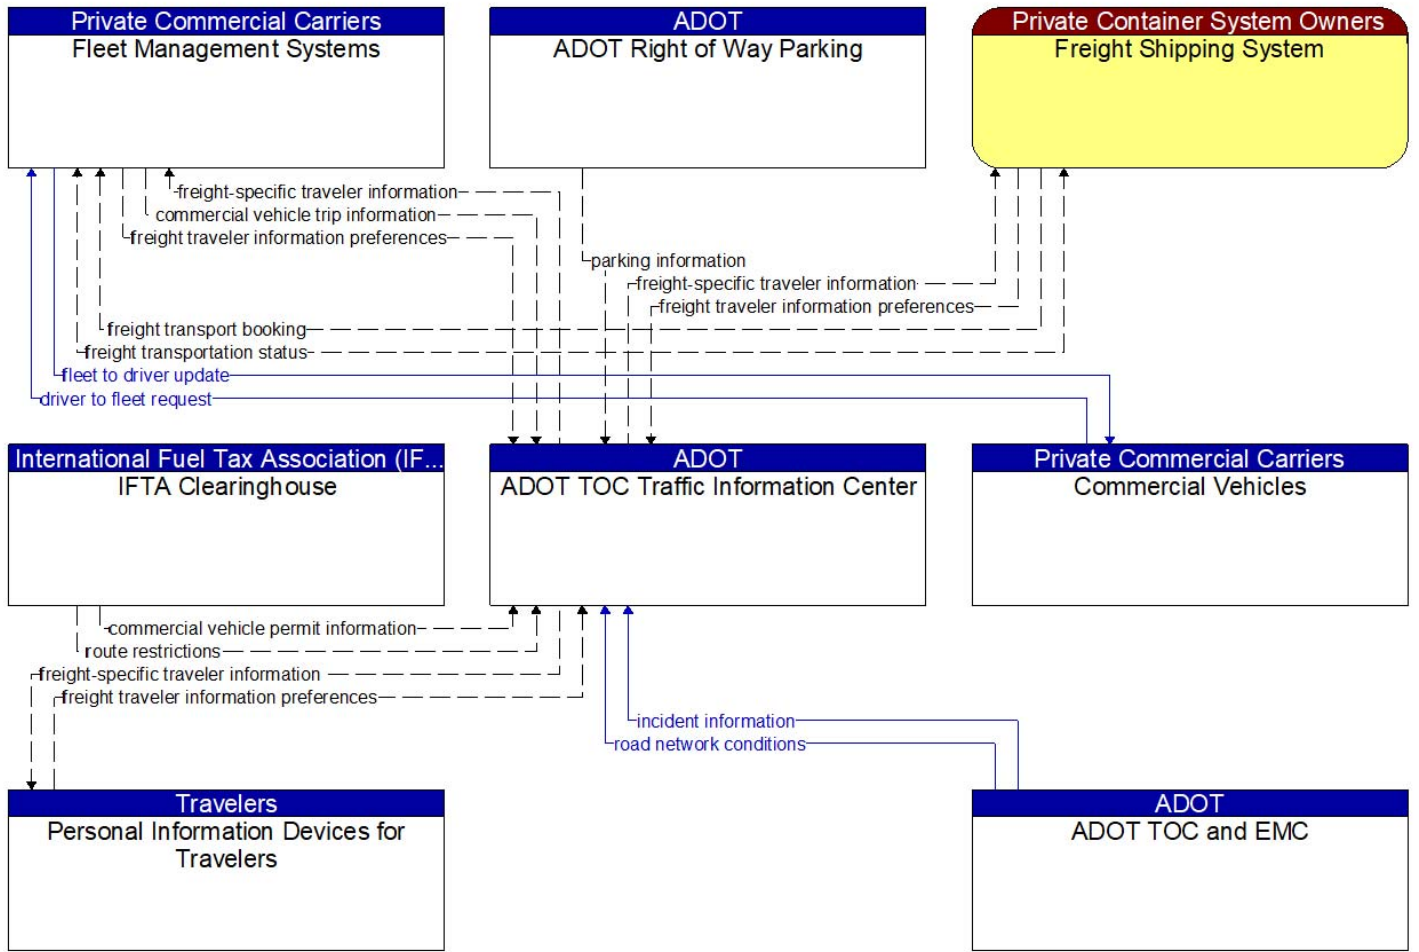 Private Commercial Carriers
Fleet Management Systems
ADOT
ADOT Right of Way Parking
Private Container System Owners
Freight Shipping System
freight-specific traveler information
commercial vehicle trip information
freight traveler information preferences
parking information
freight-specific traveler information
freight traveler information preferences
freight transport booking
freight transportation status
fleet to driver update
driver to fleet request
International Fuel Tax Association (IF...
IFTA Clearinghouse
ADOT
ADOT TOC Traffic Information Center
Private Commercial Carriers
Commercial Vehicles
commercial vehicle permit information
route restrictions
freight-specific traveler information
freight traveler information preferences
incident information
road network conditions
Travelers
Personal Information Devices for
Travelers
ADOT
ADOT TOC and EMC